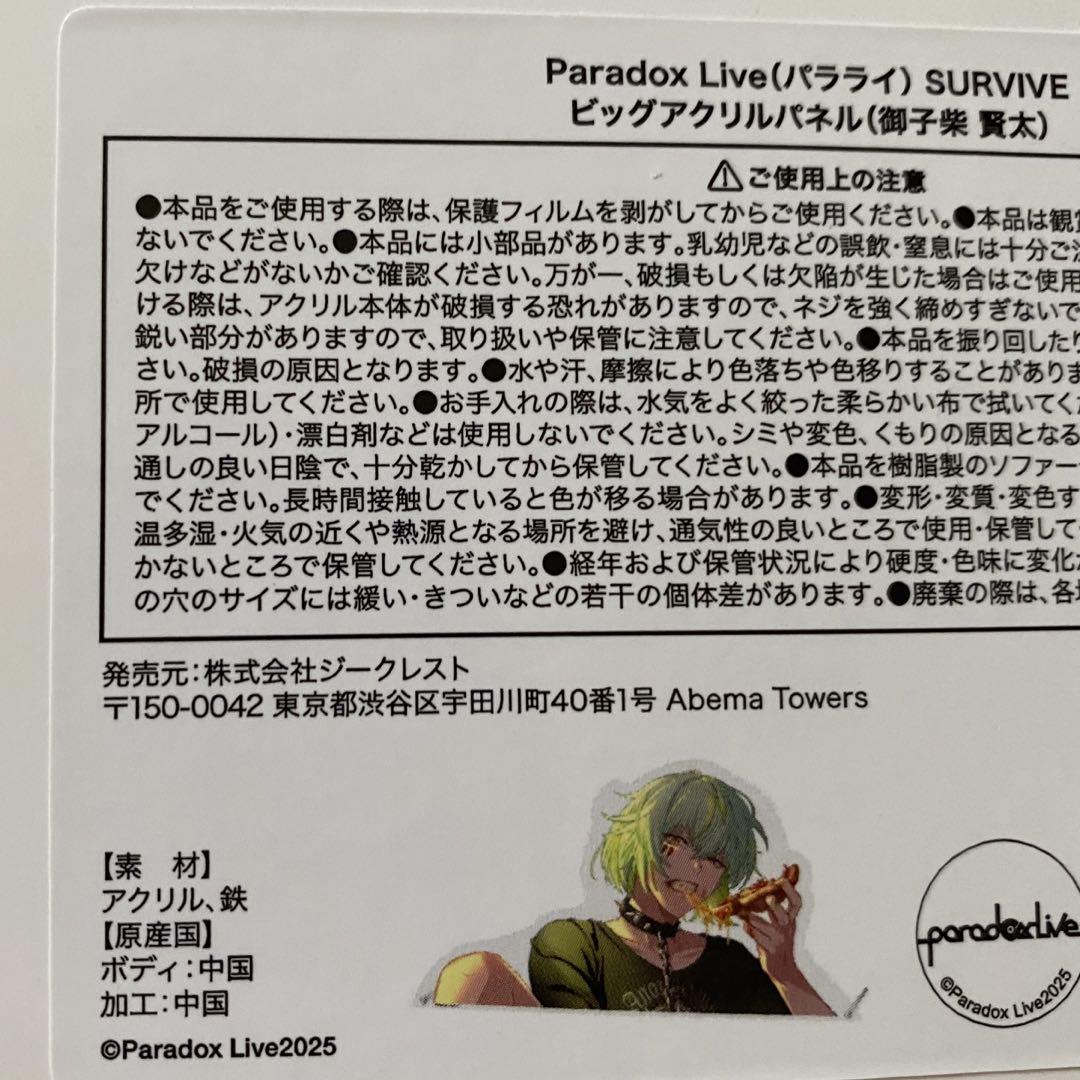 Paradox Live(パラライ) SURVIVE
ビッグアクリルパネル(御子柴 賢太)
⚠ご使用上の注意
●本品をご使用する際は、保護フィルムを剥がしてからご使用ください。●本品は観賞
ないでください。●本品には小部品があります。乳幼児などの誤飲・窒息には十分ご注
欠けなどがないかご確認ください。万が一、破損もしくは欠陥が生じた場合はご使用
ける際は、アクリル本体が破損する恐れがありますので、ネジを強く締めすぎないで
鋭い部分がありますので、取り扱いや保管に注意してください。●本品を振り回したり
さい。破損の原因となります。●水や汗、摩擦により色落ちや色移りすることがありま
所で使用してください。●お手入れの際は、水気をよく絞った柔らかい布で拭いてくだ
アルコール)・漂白剤などは使用しないでください。シミや変色、くもりの原因となる
通しの良い日陰で、十分乾かしてから保管してください。●本品を樹脂製のソファー
でください。長時間接触していると色が移る場合があります。●変形・変質・変色す
温多湿・火気の近くや熱源となる場所を避け、通気性の良いところで使用・保管して
かないところで保管してください。●経年および保管状況により硬度・色味に変化が
の穴のサイズには緩い・きついなどの若干の個体差があります。●廃棄の際は、各地
発売元:株式会社ジークレスト
〒150-0042 東京都渋谷区宇田川町40番1号 Abema Towers
【素　材】
アクリル、鉄
【原産国】
ボディ:中国
加工:中国
©Paradox Live2025
paradoxLive
©Paradox Live2025